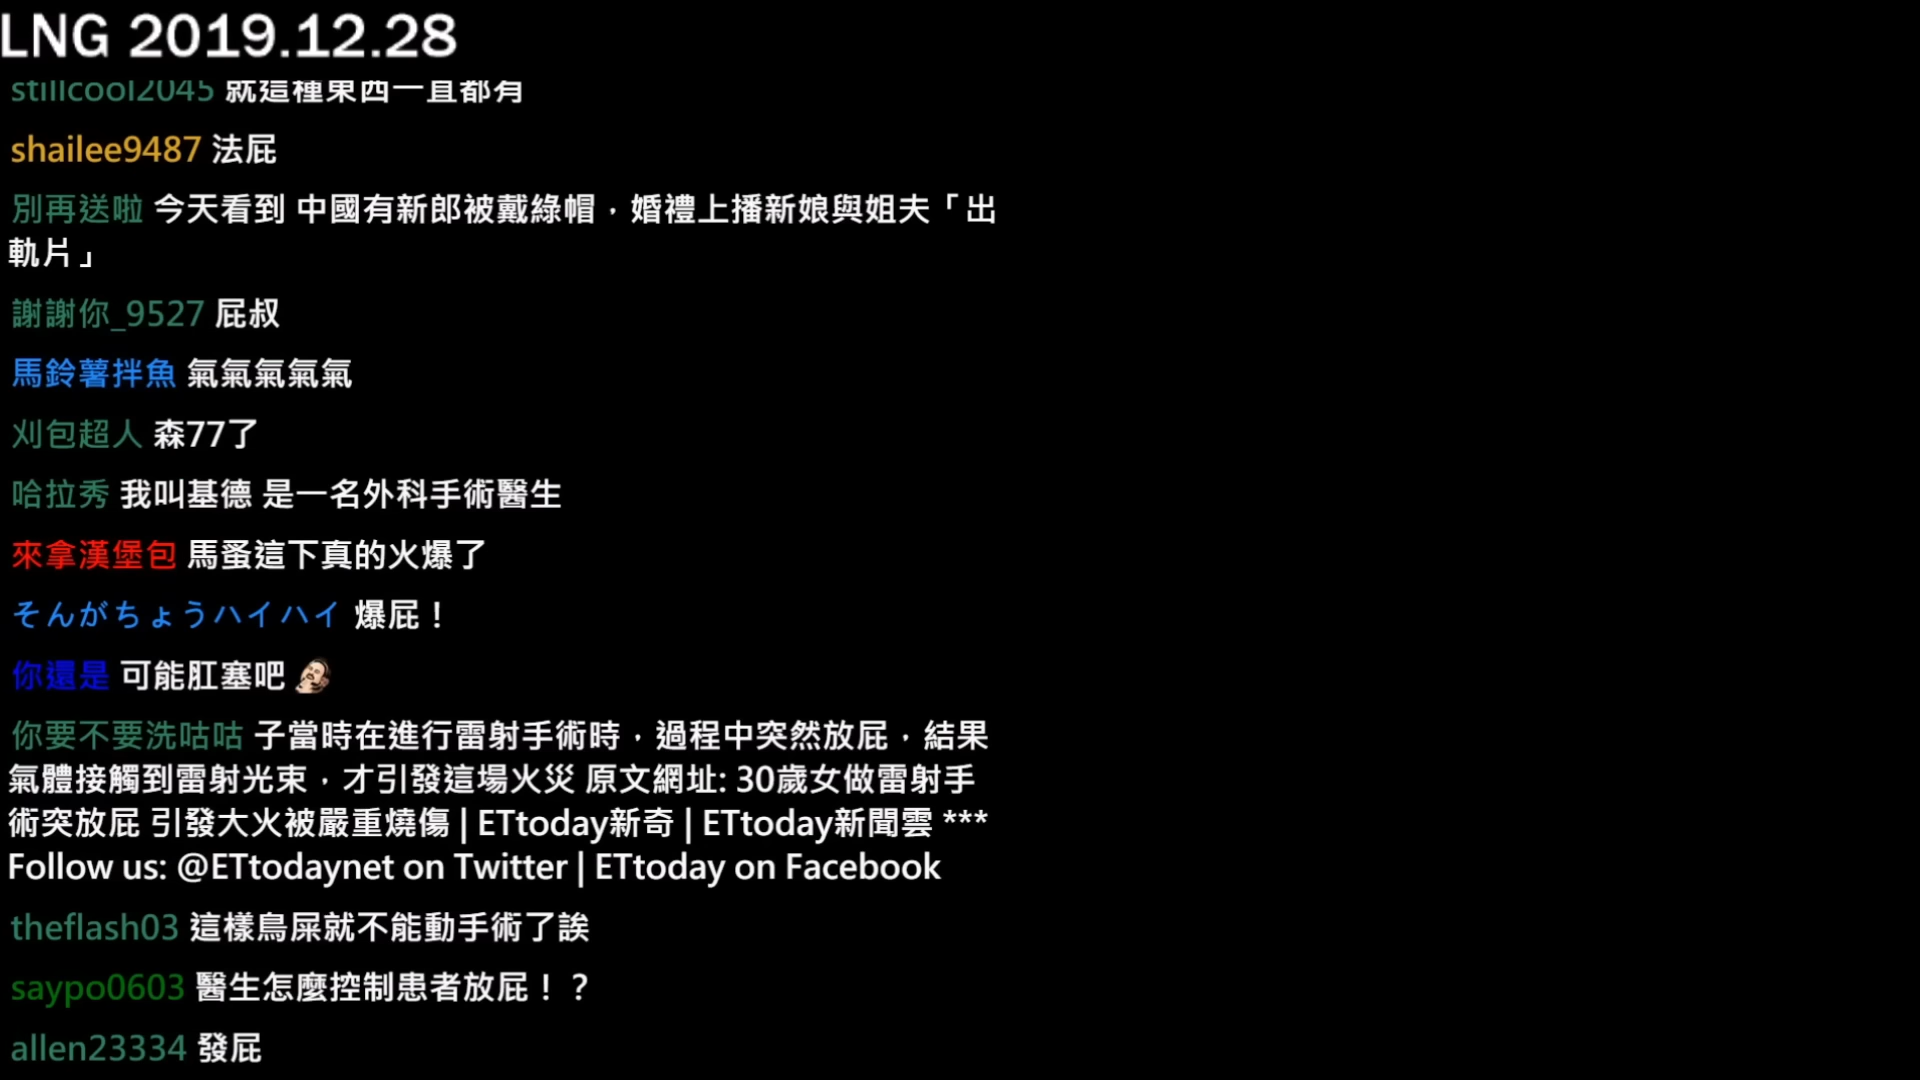 LNG 2019.12.28
stillcool2045 就這種東西一直都有
shailee9487 法屁
別再送啦 今天看到 中國有新郎被戴綠帽，婚禮上播新娘與姐夫「出
軌片」
謝謝你_9527 屁叔
馬鈴薯拌魚 氣氣氣氣氣
刈包超人 森77了
哈拉秀 我叫基德 是一名外科手術醫生
來拿漢堡包 馬蚤這下真的火爆了
そんがちょうハイハイ 爆屁！
你還是 可能肛塞吧
你要不要洗咕咕 子當時在進行雷射手術時，過程中突然放屁，結果
氣體接觸到雷射光束，才引發這場火災 原文網址: 30歲女做雷射手
術突放屁 引發大火被嚴重燒傷 | ETtoday新奇 | ETtoday新聞雲 ***
Follow us: @ETtodaynet on Twitter | ETtoday on Facebook
theflash03 這樣鳥屎就不能動手術了誒
saypo0603 醫生怎麼控制患者放屁！？
allen23334 發屁